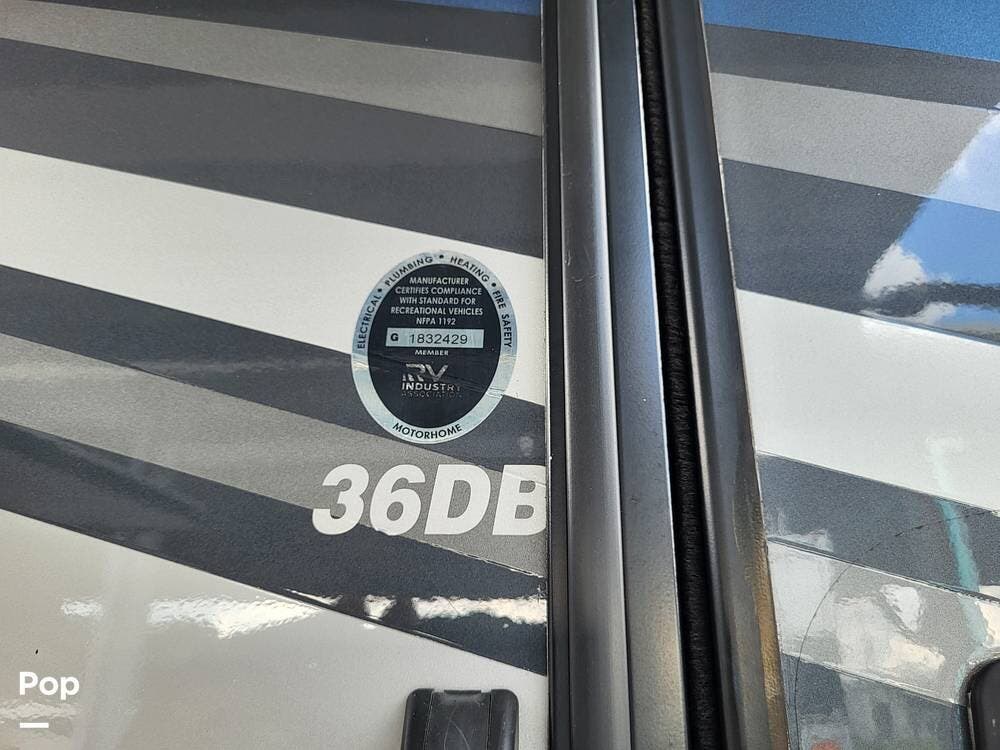 ELECTRICAL • PLUMBING • HEATING • FIRE SAFETY
MANUFACTURER
CERTIFIES COMPLIANCE
WITH STANDARD FOR
RECREATIONAL VEHICLES
NFPA 1192
G 1832429
MEMBER
RV
INDUSTRY
ASSOCIATION
MOTORHOME
36DB
Pop